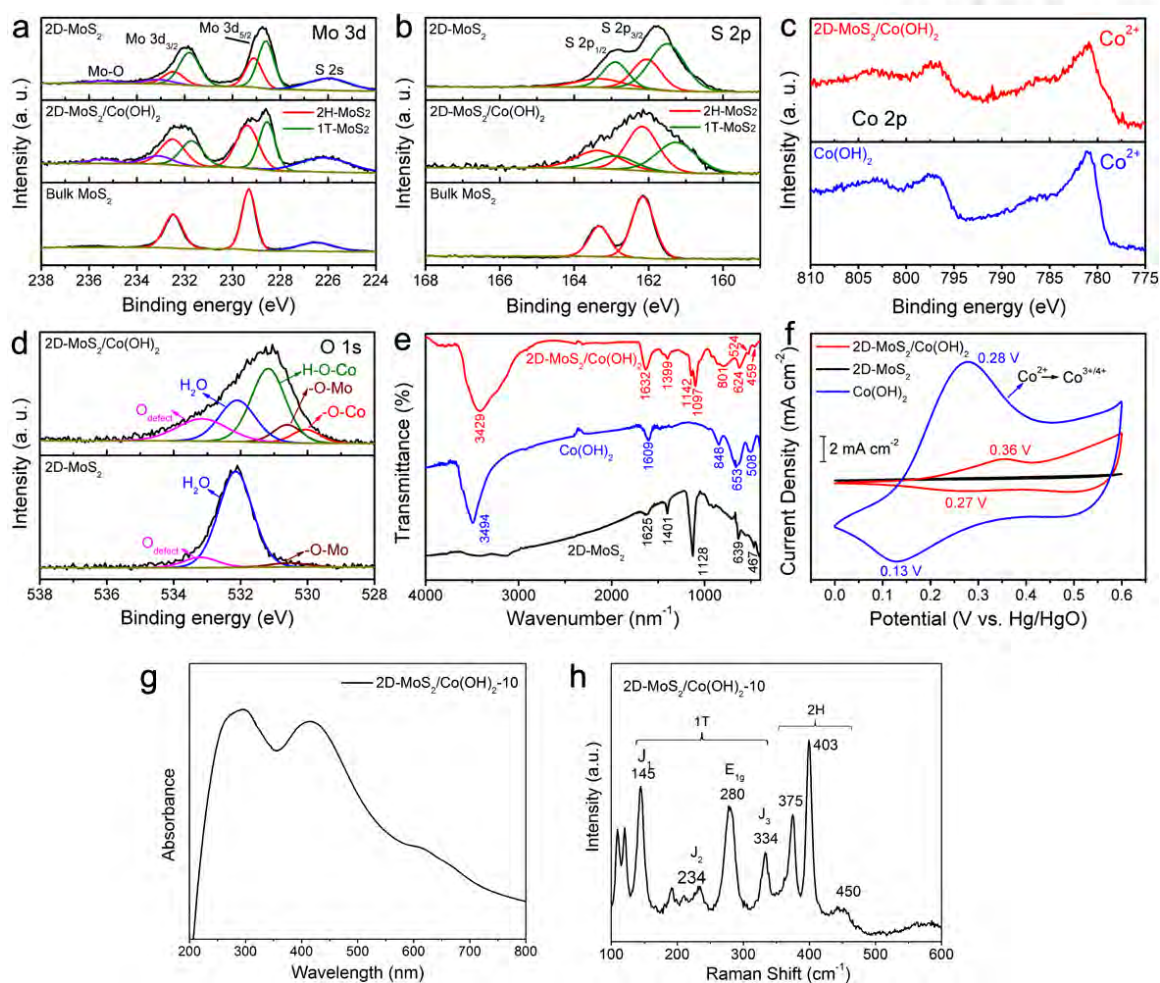 a
2D-MoS₂
Mo 3d₃/₂
Mo 3d₅/₂
Mo 3d
Mo-O
S 2s
2D-MoS₂/Co(OH)₂
2H-MoS₂
1T-MoS₂
Bulk MoS₂
Intensity (a. u.)
238 236 234 232 230 228 226 224
Binding energy (eV)
b
2D-MoS₂
S 2p₁/₂
S 2p₃/₂
S 2p
2D-MoS₂/Co(OH)₂
2H-MoS₂
1T-MoS₂
Bulk MoS₂
Intensity (a. u.)
168 166 164 162 160
Binding energy (eV)
c
2D-MoS₂/Co(OH)₂
Co²⁺
Co 2p
Co(OH)₂
Co²⁺
Intensity (a. u.)
810 805 800 795 790 785 780 775
Binding energy (eV)
d
2D-MoS₂/Co(OH)₂
O 1s
H-O-Co
H₂O
-O-Mo
O defect
-O-Co
2D-MoS₂
H₂O
O defect
-O-Mo
Intensity (a. u.)
538 536 534 532 530 528
Binding energy (eV)
e
2D-MoS₂/Co(OH)₂
3429
1632
1399
1142
1097
801
624
524
459
Co(OH)₂
3494
1609
848
653
508
2D-MoS₂
1625
1401
1128
639
467
Transmittance (%)
4000 3000 2000 1000
Wavenumber (nm⁻¹)
f
2D-MoS₂/Co(OH)₂
2D-MoS₂
Co(OH)₂
0.28 V
Co²⁺ → Co³⁺/⁴⁺
2 mA cm⁻²
0.36 V
0.27 V
0.13 V
Current Density (mA cm⁻²)
0.0 0.1 0.2 0.3 0.4 0.5 0.6
Potential (V vs. Hg/HgO)
g
2D-MoS₂/Co(OH)₂-10
Absorbance
200 300 400 500 600 700 800
Wavelength (nm)
h
2D-MoS₂/Co(OH)₂-10
1T
2H
J₁
145
J₂
234
E₁g
280
J₃
334
375
403
450
Intensity (a.u.)
100 150 200 250 300 350 400 450 500 550 600
Raman Shift (cm⁻¹)